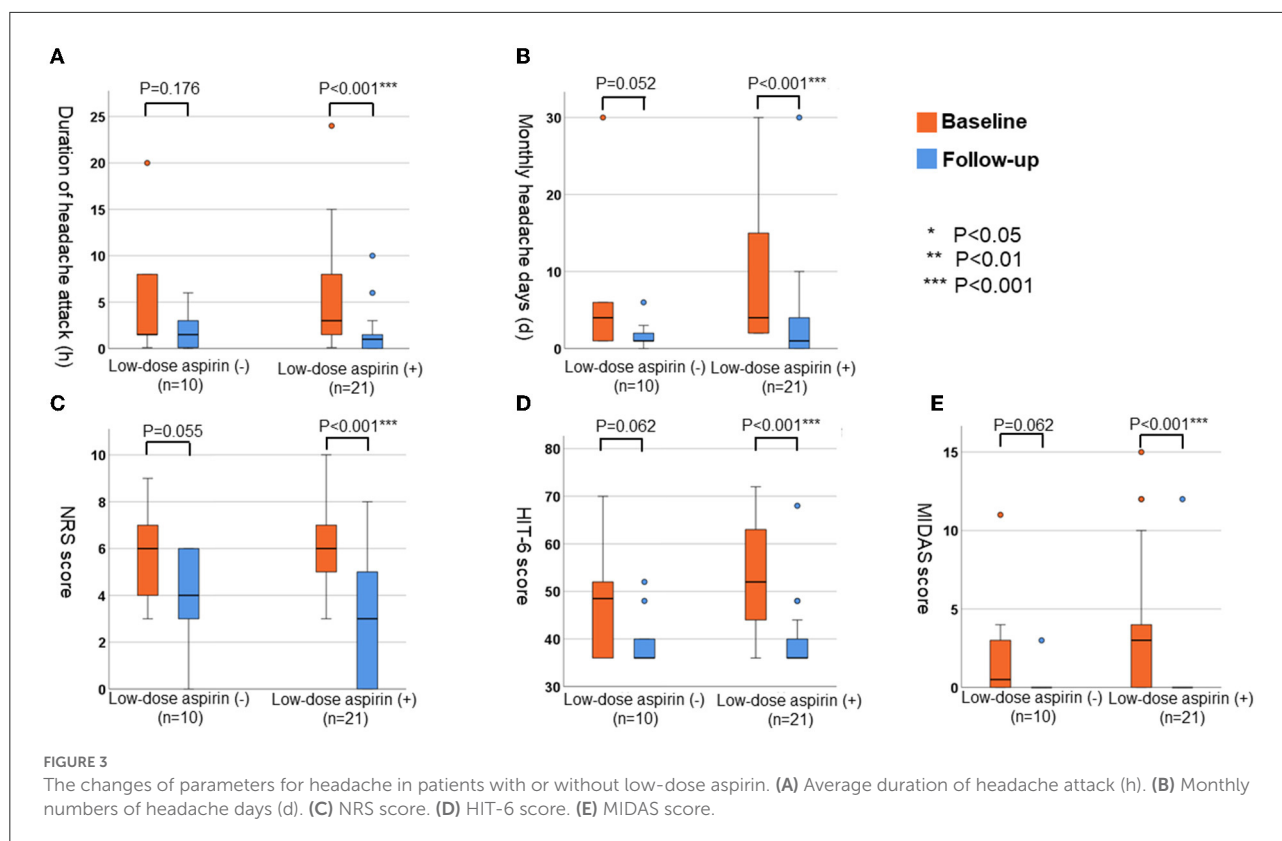 A
P=0.176
P<0.001***
Duration of headache attack (h)
25
20
15
10
5
0
Low-dose aspirin (-)
(n=10)
Low-dose aspirin (+)
(n=21)
B
P=0.052
P<0.001***
Monthly headache days (d)
30
20
10
0
Low-dose aspirin (-)
(n=10)
Low-dose aspirin (+)
(n=21)
Baseline
Follow-up
* P<0.05
** P<0.01
*** P<0.001
C
P=0.055
P<0.001***
NRS score
10
8
6
4
2
0
Low-dose aspirin (-)
(n=10)
Low-dose aspirin (+)
(n=21)
D
P=0.062
P<0.001***
HIT-6 score
80
70
60
50
40
30
Low-dose aspirin (-)
(n=10)
Low-dose aspirin (+)
(n=21)
E
P=0.062
P<0.001***
MIDAS score
15
10
5
0
Low-dose aspirin (-)
(n=10)
Low-dose aspirin (+)
(n=21)
FIGURE 3
The changes of parameters for headache in patients with or without low-dose aspirin. (A) Average duration of headache attack (h). (B) Monthly
numbers of headache days (d). (C) NRS score. (D) HIT-6 score. (E) MIDAS score.